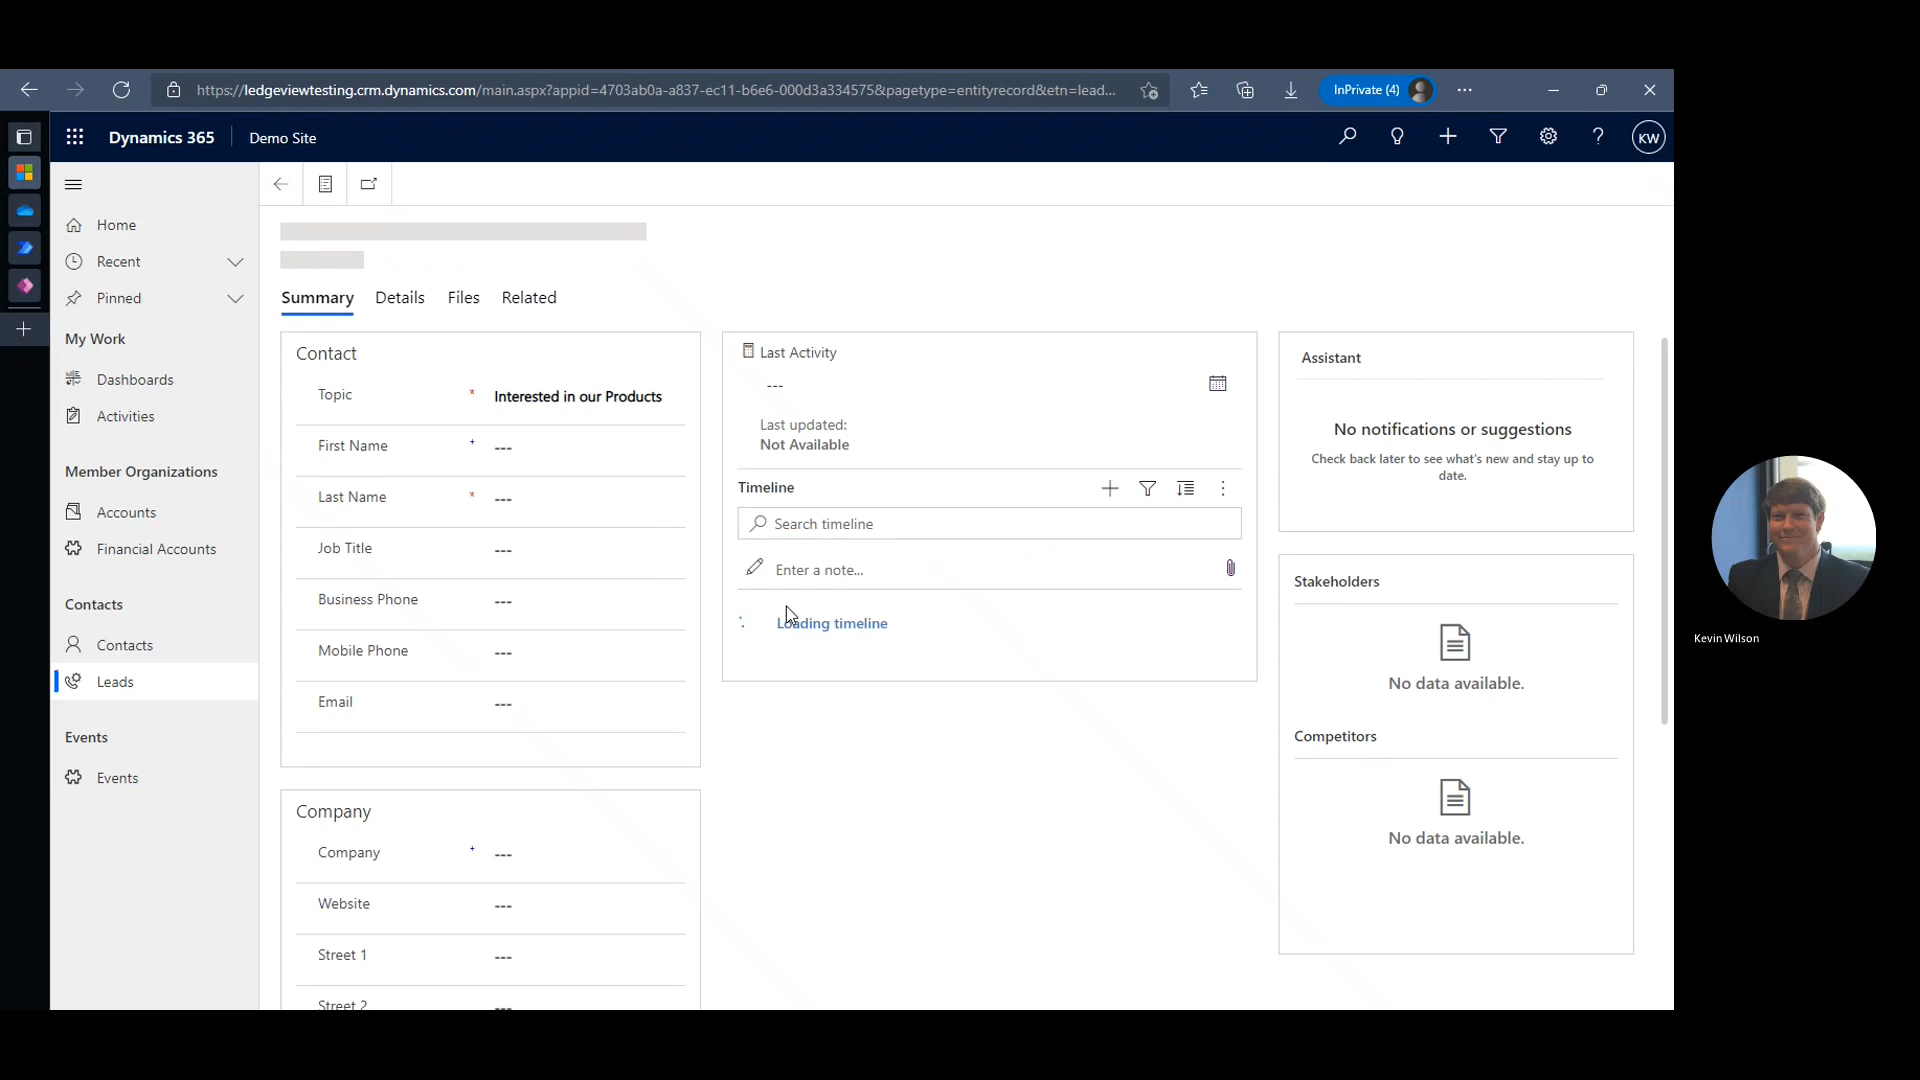 https://ledgeviewtesting.crm.dynamics.com/main.aspx?appid=4703ab0a-a837-ec11-b6e6-000d3a334575&pagetype=entityrecord&etn=lead...
InPrivate (4)
Dynamics 365
Demo Site
KW
Home
Recent
Pinned
My Work
Dashboards
Activities
Member Organizations
Accounts
Financial Accounts
Contacts
Contacts
Leads
Events
Events
Summary Details Files Related
Contact
Topic * Interested in our Products
First Name + ---
Last Name * ---
Job Title ---
Business Phone ---
Mobile Phone ---
Email ---
Company
Company + ---
Website ---
Street 1 ---
Street 2 ---
Last Activity
---
Last updated:
Not Available
Timeline
Search timeline
Enter a note...
Loading timeline
Assistant
No notifications or suggestions
Check back later to see what's new and stay up to
date.
Stakeholders
No data available.
Competitors
No data available.
Kevin Wilson